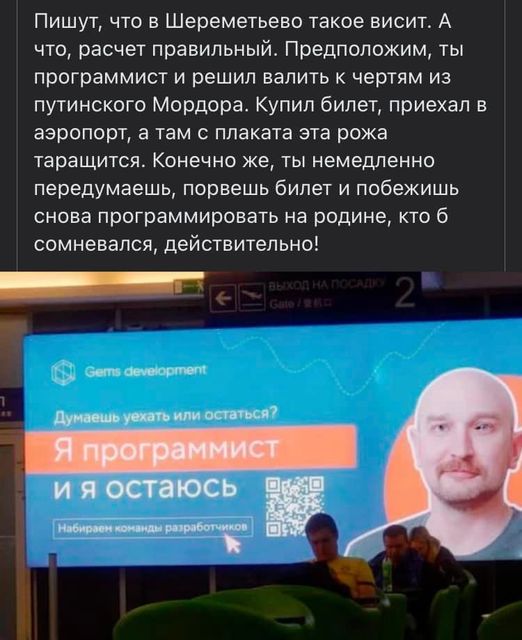 Пишут, что в Шереметьево такое висит. А
что, расчет правильный. Предположим, ты
программист и решил валить к чертям из
путинского Мордора. Купил билет, приехал в
аэропорт, а там с плаката эта рожа
таращится. Конечно же, ты немедленно
передумаешь, порвешь билет и побежишь
снова программировать на родине, кто б
сомневался, действительно!
ВЫХОД НА ПОСАДКУ 2
Gate / 登机口
Gems development
Думаешь уехать или остаться?
Я программист
и я остаюсь
Набираем команды разработчиков